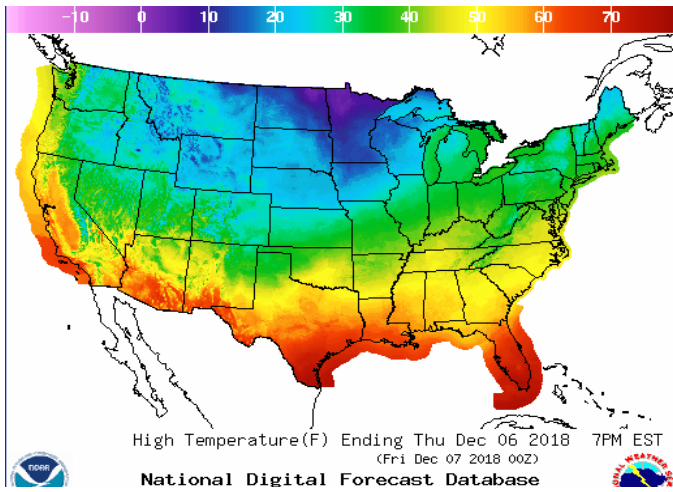 -10 0 10 20 30 40 50 60 70
High Temperature(F) Ending Thu Dec 06 2018 7PM EST
(Fri Dec 07 2018 00Z)
National Digital Forecast Database
NOAA